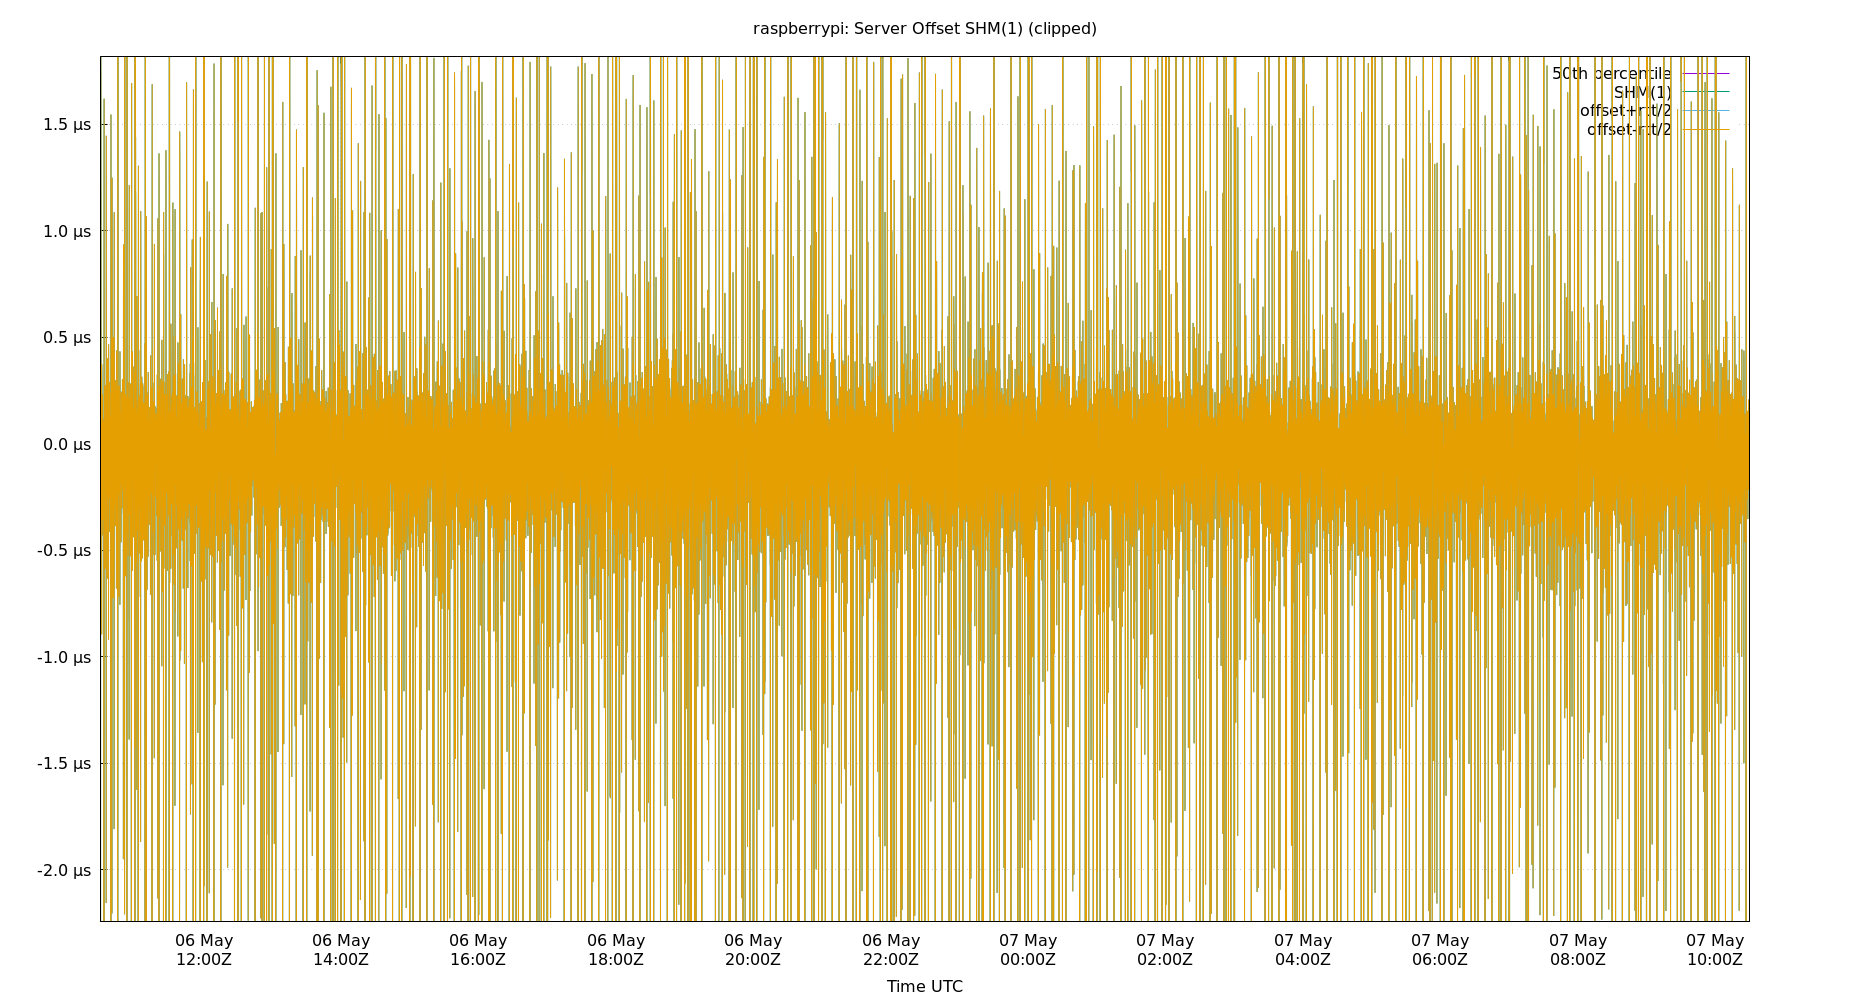 raspberrypi: Server Offset SHM(1) (clipped)
50th percentile
SHM(1)
offset+rtt/2
offset-rtt/2
1.5 µs
1.0 µs
0.5 µs
0.0 µs
-0.5 µs
-1.0 µs
-1.5 µs
-2.0 µs
06 May 06 May 06 May 06 May 06 May 06 May 07 May 07 May 07 May 07 May 07 May 07 May
12:00Z 14:00Z 16:00Z 18:00Z 20:00Z 22:00Z 00:00Z 02:00Z 04:00Z 06:00Z 08:00Z 10:00Z
Time UTC